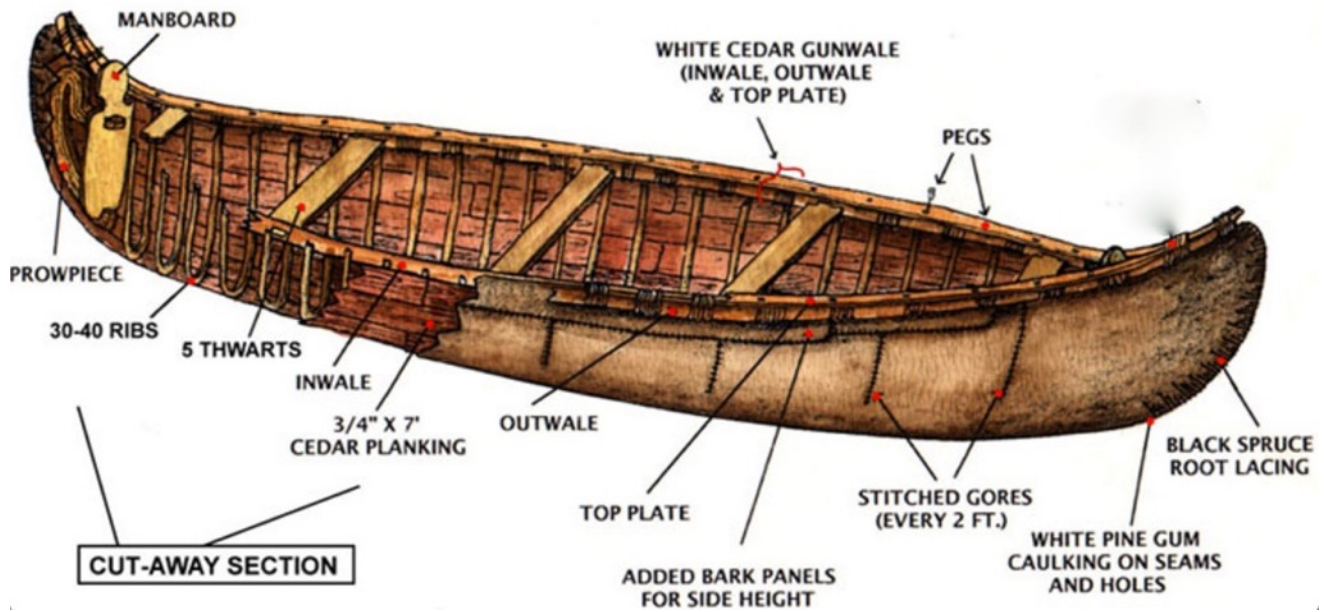 MANBOARD
WHITE CEDAR GUNWALE
(INWALE, OUTWALE
& TOP PLATE)
PEGS
PROWPIECE
30-40 RIBS
5 THWARTS
INWALE
3/4" X 7'
CEDAR PLANKING
OUTWALE
TOP PLATE
ADDED BARK PANELS
FOR SIDE HEIGHT
STITCHED GORES
(EVERY 2 FT.)
BLACK SPRUCE
ROOT LACING
WHITE PINE GUM
CAULKING ON SEAMS
AND HOLES
CUT-AWAY SECTION